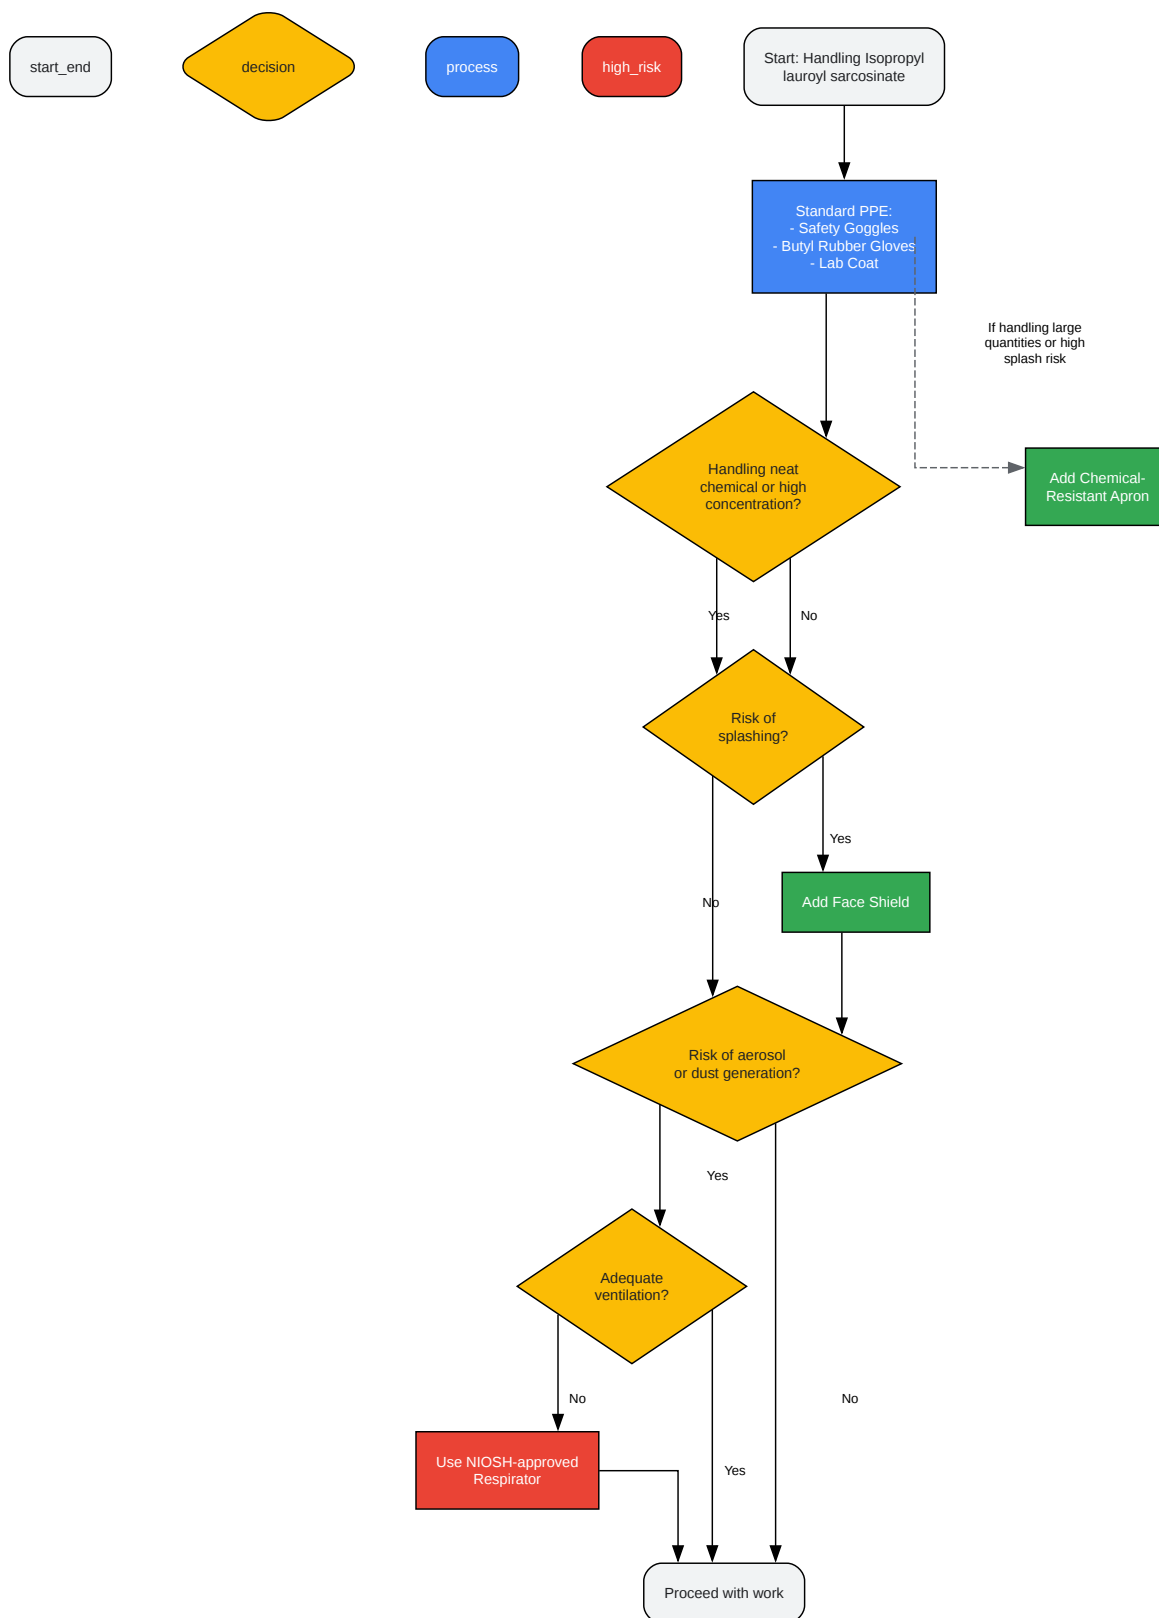 start_end
decision
process
high_risk
Start: Handling Isopropyl
lauroyl sarcosinate
Standard PPE:
- Safety Goggles
- Butyl Rubber Gloves
- Lab Coat
If handling large
quantities or high
splash risk
Handling neat
chemical or high
concentration?
Add Chemical-
Resistant Apron
Yes
No
Risk of
splashing?
Yes
Add Face Shield
No
Risk of aerosol
or dust generation?
Yes
Adequate
ventilation?
No
No
Use NIOSH-approved
Respirator
Yes
Proceed with work